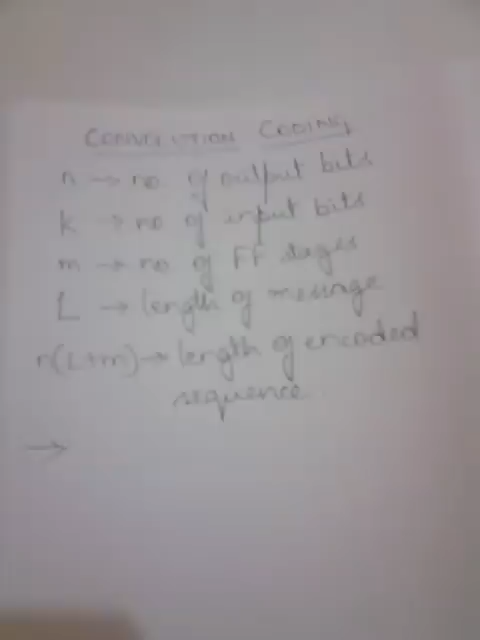 CONVOLUTION CODING
n → no of output bits
k → no of input bits
m → no of FF stages
L → length of message
n(L+m) → length of encoded
sequence
→